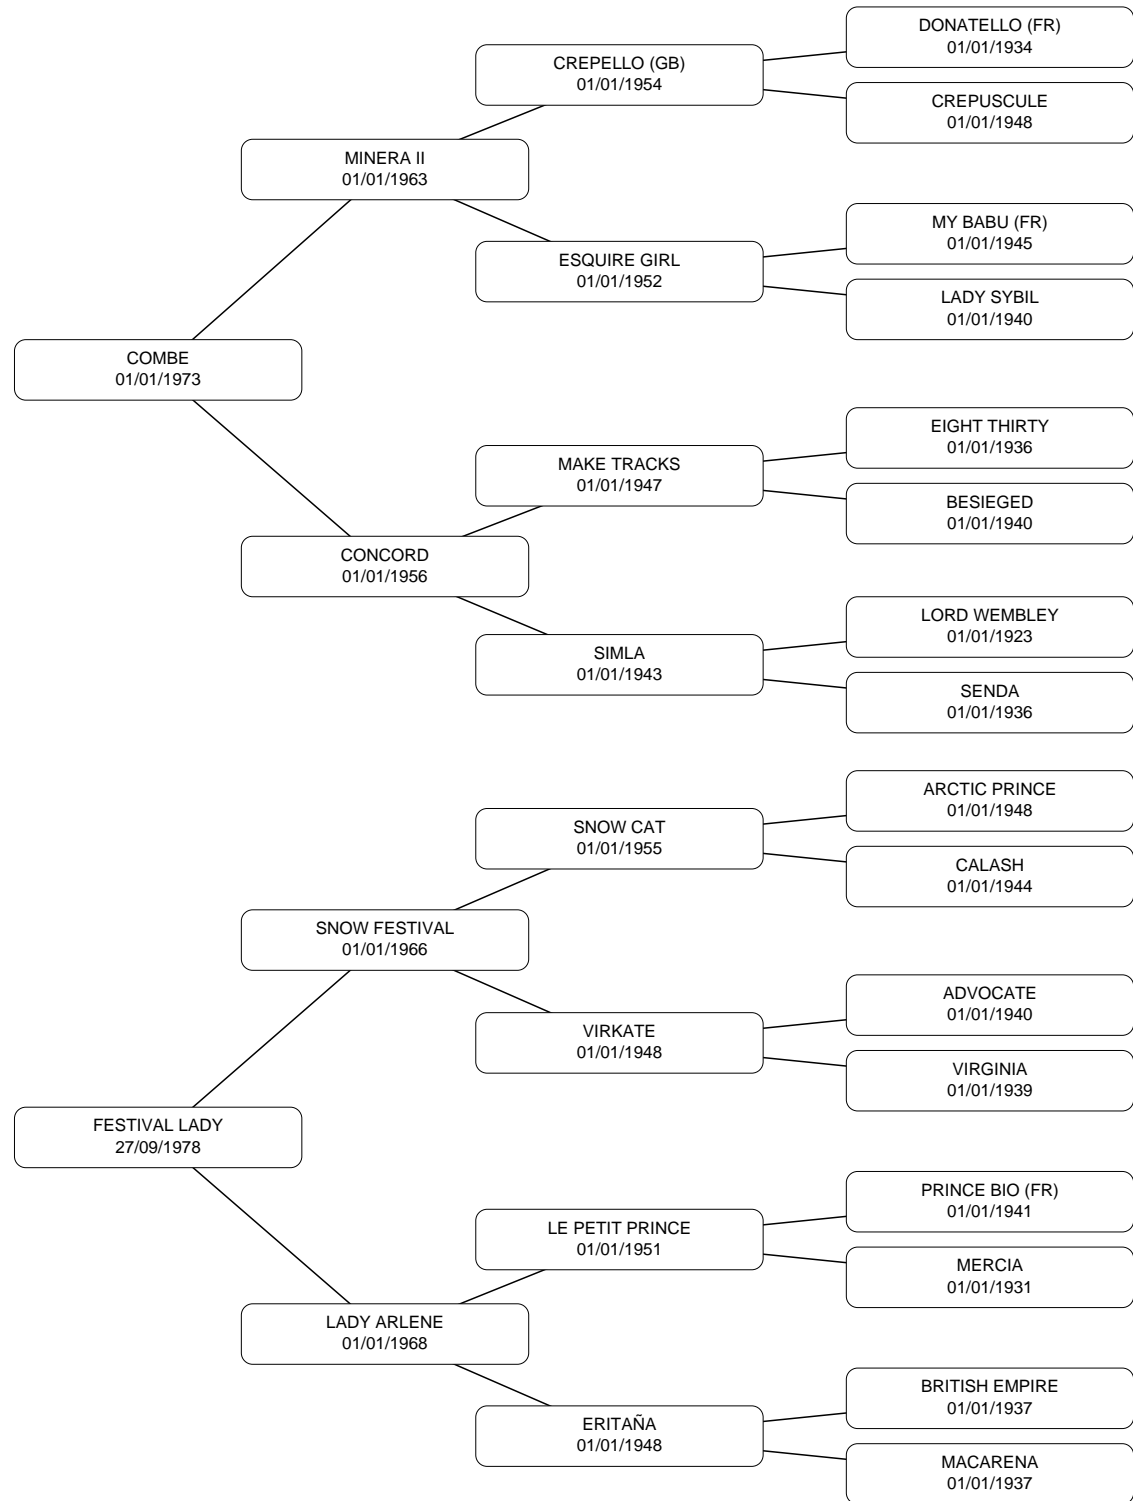 DONATELLO (FR)
01/01/1934
CREPELLO (GB)
01/01/1954
CREPUSCULE
01/01/1948
MINERA II
01/01/1963
MY BABU (FR)
01/01/1945
ESQUIRE GIRL
01/01/1952
LADY SYBIL
01/01/1940
COMBE
01/01/1973
EIGHT THIRTY
01/01/1936
MAKE TRACKS
01/01/1947
BESIEGED
01/01/1940
CONCORD
01/01/1956
LORD WEMBLEY
01/01/1923
SIMLA
01/01/1943
SENDA
01/01/1936
ARCTIC PRINCE
01/01/1948
SNOW CAT
01/01/1955
CALASH
01/01/1944
SNOW FESTIVAL
01/01/1966
ADVOCATE
01/01/1940
VIRKATE
01/01/1948
VIRGINIA
01/01/1939
FESTIVAL LADY
27/09/1978
PRINCE BIO (FR)
01/01/1941
LE PETIT PRINCE
01/01/1951
MERCIA
01/01/1931
LADY ARLENE
01/01/1968
BRITISH EMPIRE
01/01/1937
ERITAÑA
01/01/1948
MACARENA
01/01/1937